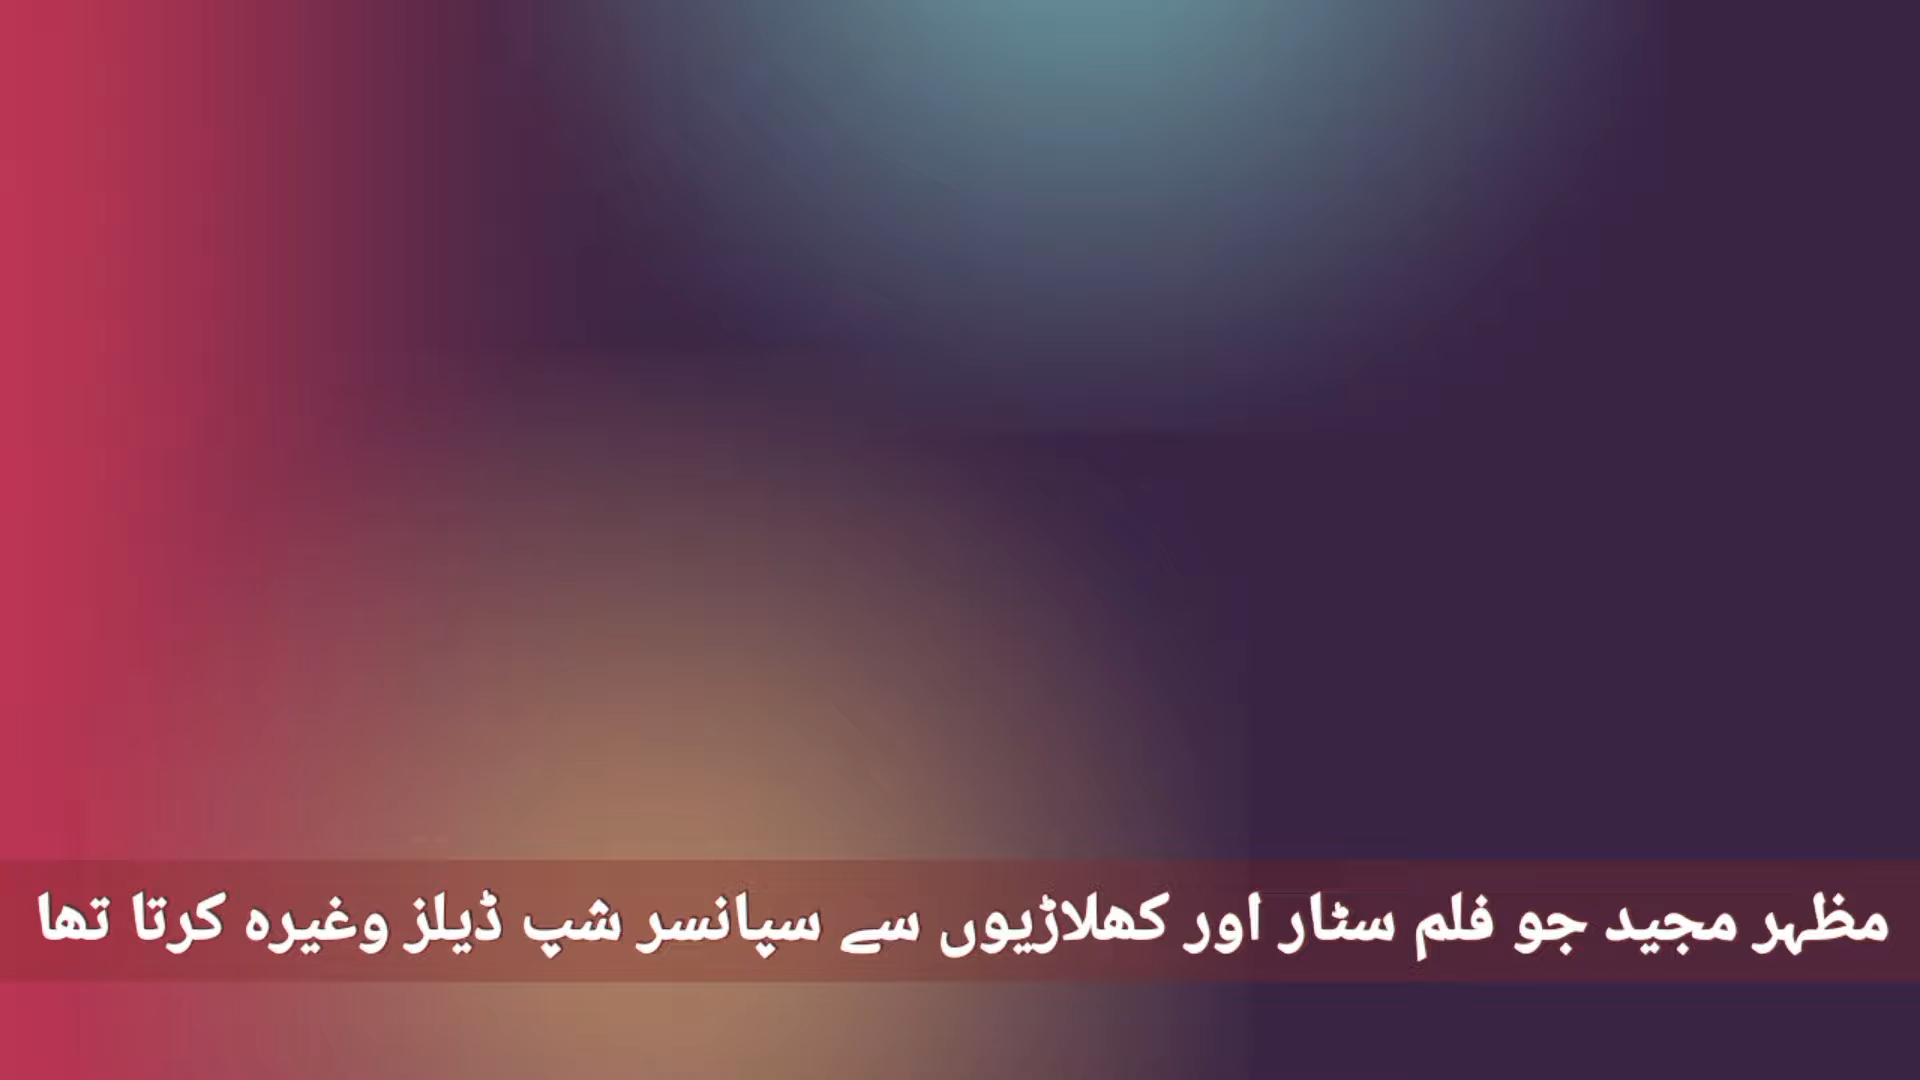 مظہر مجید جو فلم سٹار اور کھلاڑیوں سے سپانسر شپ ڈیلز وغیرہ کرتا تھا